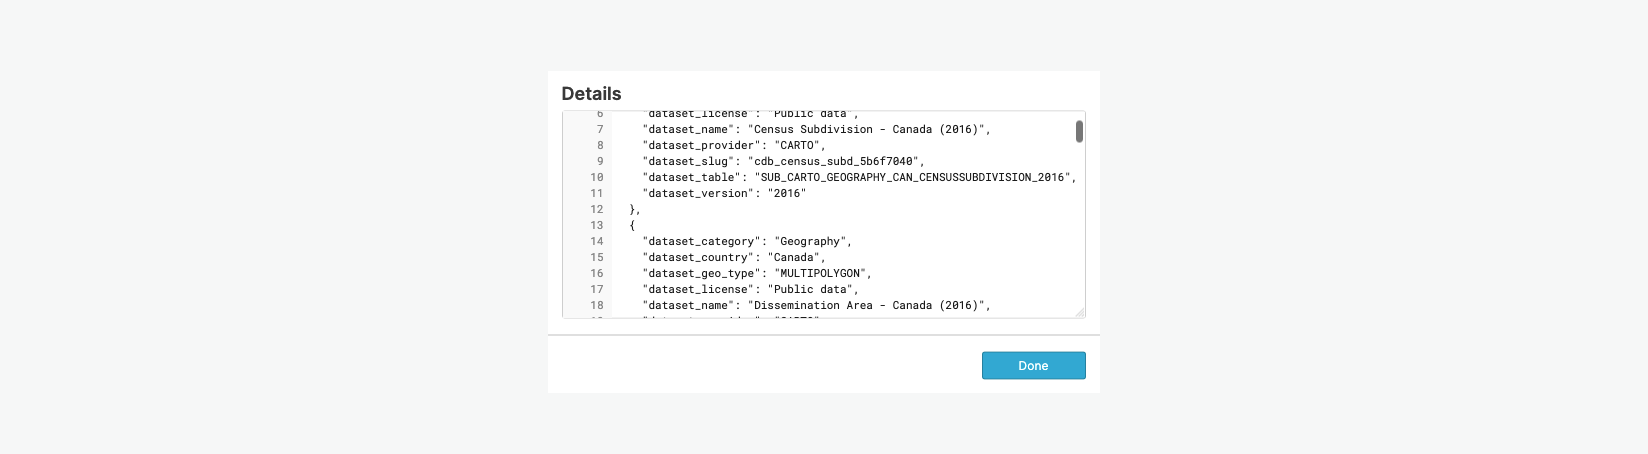 Details
6 "dataset_license": "Public data",
7 "dataset_name": "Census Subdivision - Canada (2016)",
8 "dataset_provider": "CARTO",
9 "dataset_slug": "cdb_census_subd_5b6f7040",
10 "dataset_table": "SUB_CARTO_GEOGRAPHY_CAN_CENSUSSUBDIVISION_2016",
11 "dataset_version": "2016"
12 },
13 {
14 "dataset_category": "Geography",
15 "dataset_country": "Canada",
16 "dataset_geo_type": "MULTIPOLYGON",
17 "dataset_license": "Public data",
18 "dataset_name": "Dissemination Area - Canada (2016)",
Done